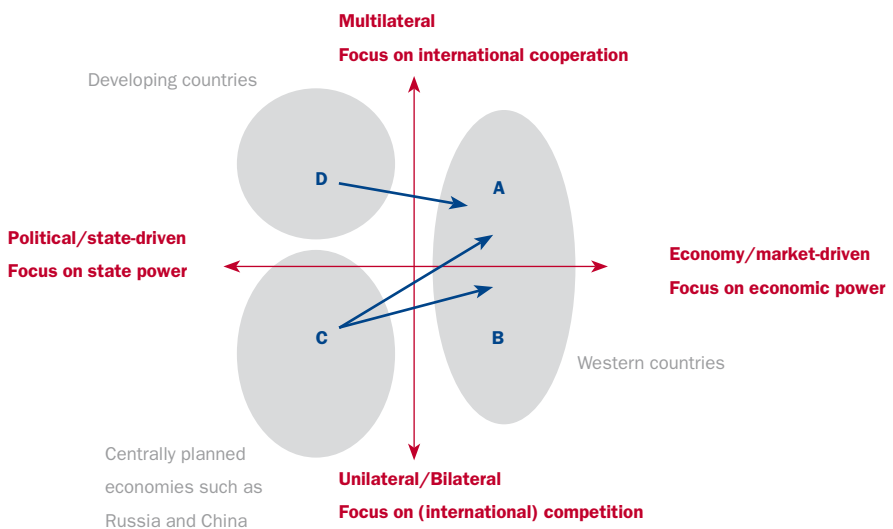 Multilateral
Focus on international cooperation
Developing countries
D
A
Political/state-driven
Focus on state power
Economy/market-driven
Focus on economic power
C
B
Western countries
Centrally planned
economies such as
Russia and China
Unilateral/Bilateral
Focus on (international) competition